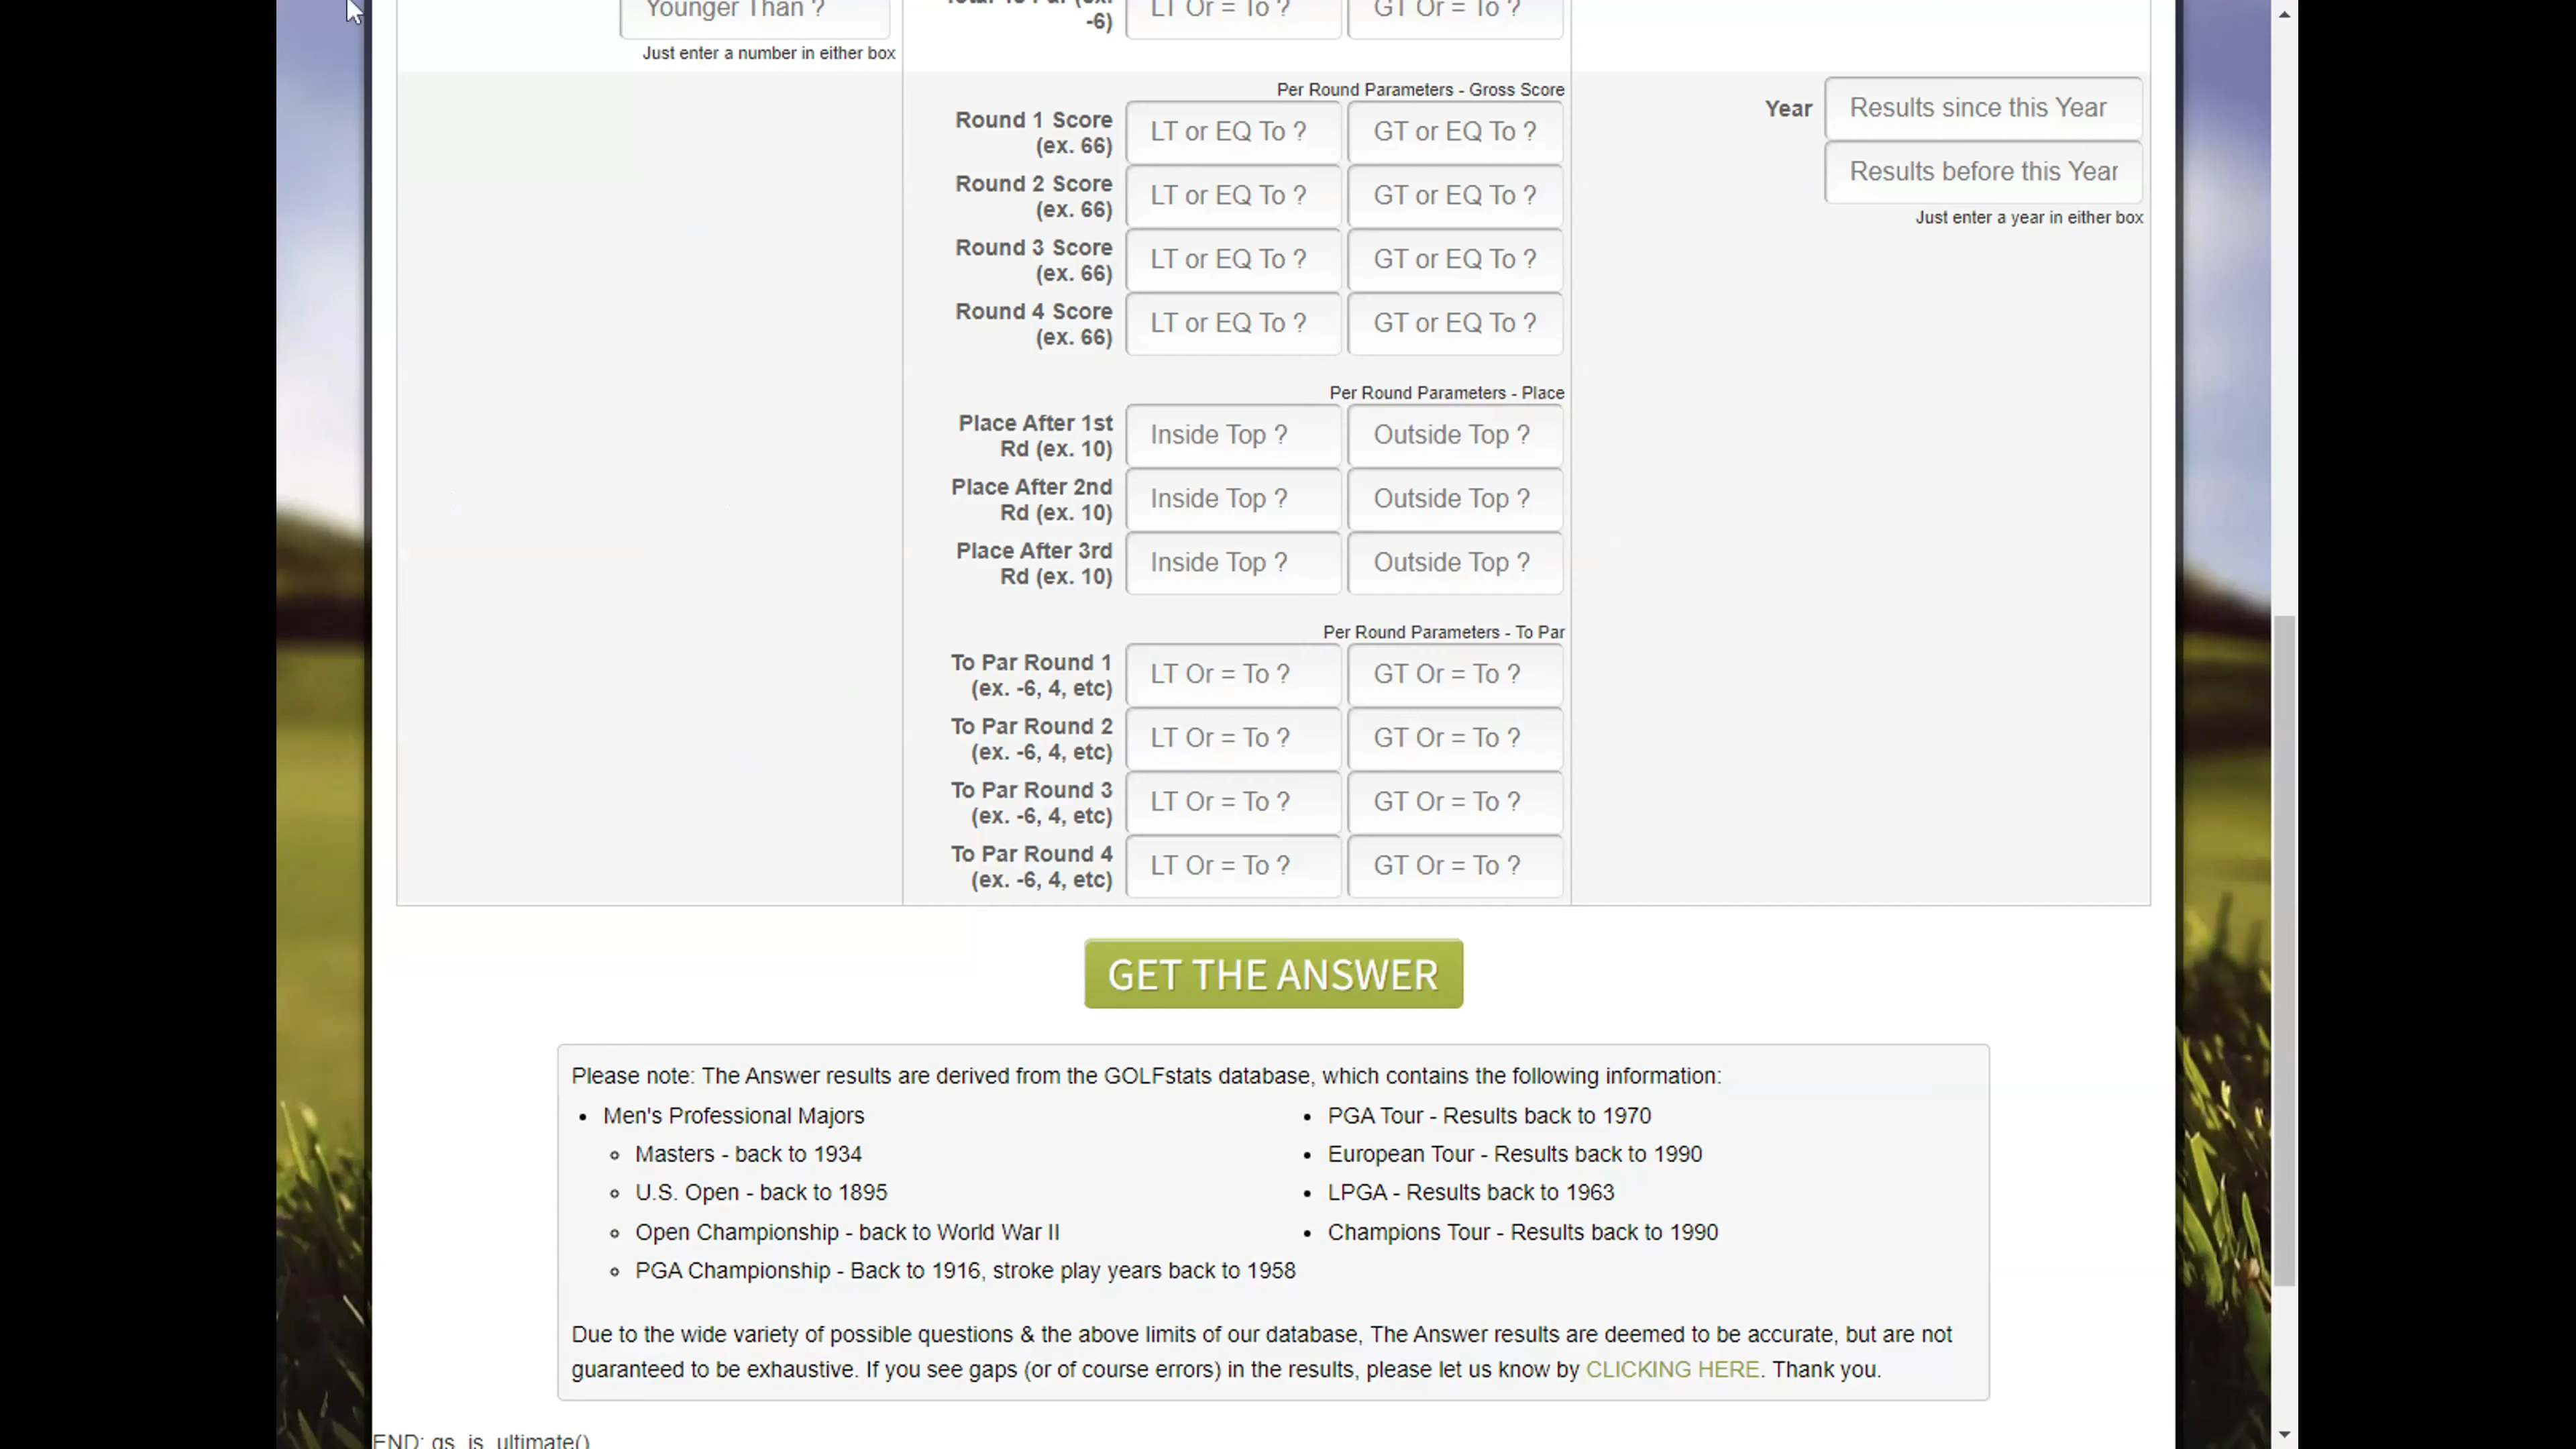 Younger Than ?
Just enter a number in either box
-6)
LT Or = To ?
GT Or = To ?
Per Round Parameters - Gross Score
Round 1 Score
(ex. 66)
LT or EQ To ?
GT or EQ To ?
Round 2 Score
(ex. 66)
LT or EQ To ?
GT or EQ To ?
Round 3 Score
(ex. 66)
LT or EQ To ?
GT or EQ To ?
Round 4 Score
(ex. 66)
LT or EQ To ?
GT or EQ To ?
Per Round Parameters - Place
Place After 1st
Rd (ex. 10)
Inside Top ?
Outside Top ?
Place After 2nd
Rd (ex. 10)
Inside Top ?
Outside Top ?
Place After 3rd
Rd (ex. 10)
Inside Top ?
Outside Top ?
Per Round Parameters - To Par
To Par Round 1
(ex. -6, 4, etc)
LT Or = To ?
GT Or = To ?
To Par Round 2
(ex. -6, 4, etc)
LT Or = To ?
GT Or = To ?
To Par Round 3
(ex. -6, 4, etc)
LT Or = To ?
GT Or = To ?
To Par Round 4
(ex. -6, 4, etc)
LT Or = To ?
GT Or = To ?
Year
Results since this Year
Results before this Year
Just enter a year in either box
GET THE ANSWER
Please note: The Answer results are derived from the GOLFstats database, which contains the following information:
• Men's Professional Majors
Masters - back to 1934
U.S. Open - back to 1895
Open Championship - back to World War II
PGA Championship - Back to 1916, stroke play years back to 1958
• PGA Tour - Results back to 1970
• European Tour - Results back to 1990
• LPGA - Results back to 1963
• Champions Tour - Results back to 1990
Due to the wide variety of possible questions & the above limits of our database, The Answer results are deemed to be accurate, but are not
guaranteed to be exhaustive. If you see gaps (or of course errors) in the results, please let us know by CLICKING HERE. Thank you.
END: gs_is_ultimate()